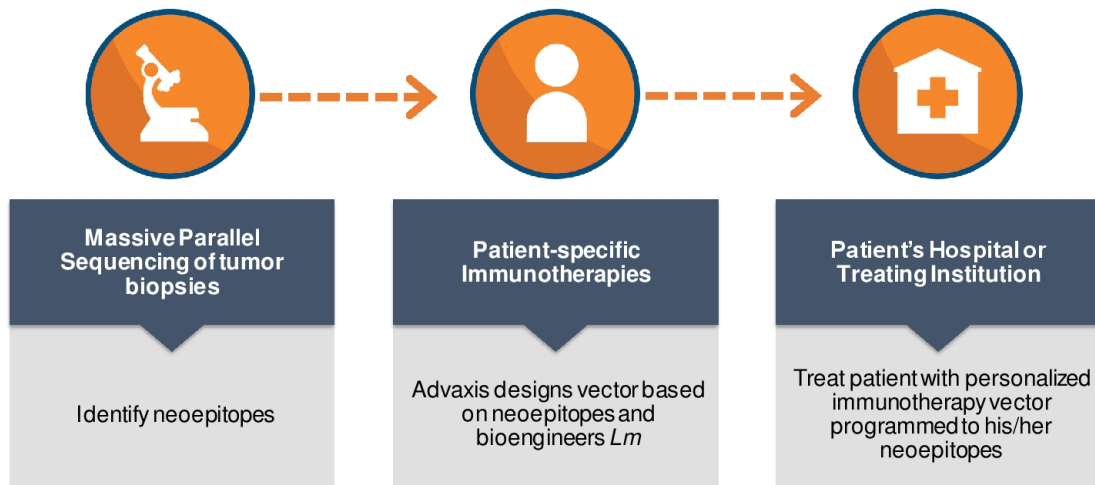 Massive Parallel
Sequencing of tumor
biopsies
Identify neoepitopes
Patient-specific
Immunotherapies
Advaxis designs vector based
on neoepitopes and
bioengineers Lm
Patient’s Hospital or
Treating Institution
Treat patient with personalized
immunotherapy vector
programmed to his/her
neoepitopes